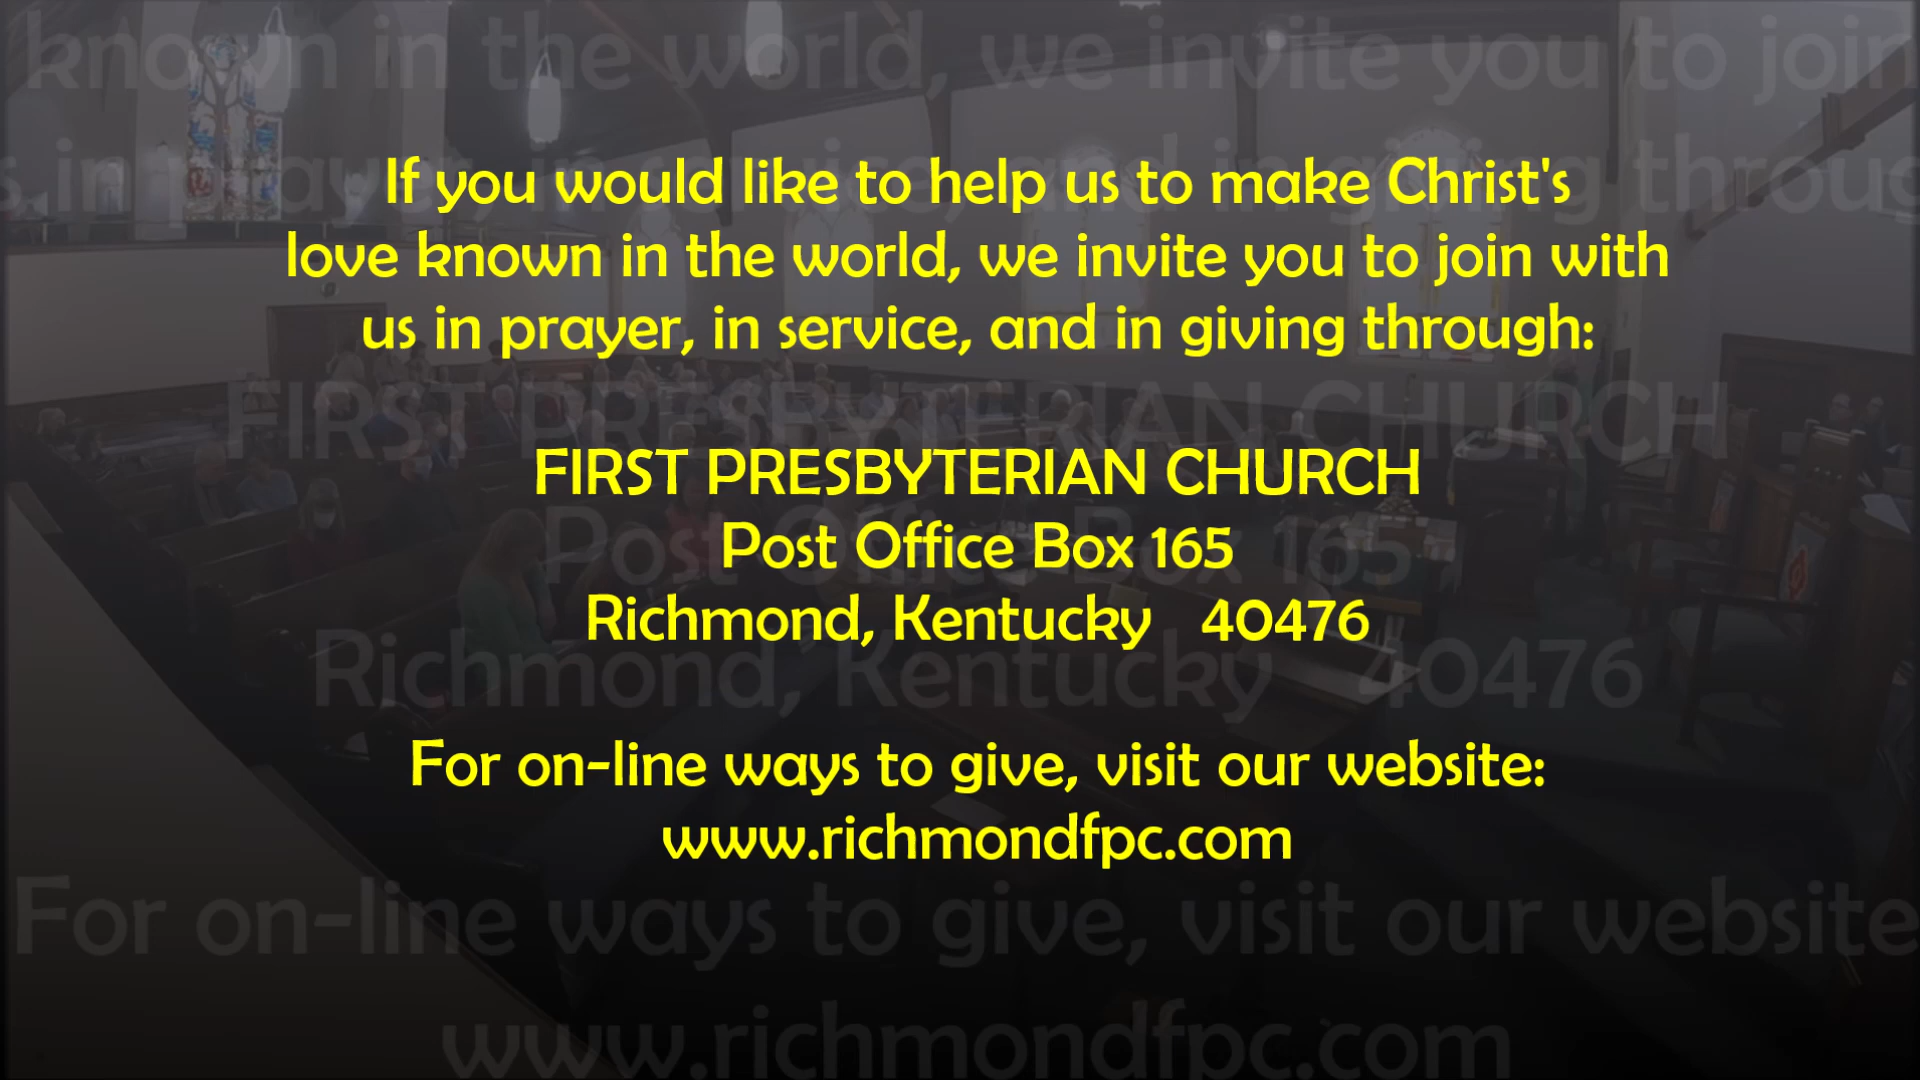 If you would like to help us to make Christ's
love known in the world, we invite you to join with
us in prayer, in service, and in giving through:
FIRST PRESBYTERIAN CHURCH
Post Office Box 165
Richmond, Kentucky 40476
For on-line ways to give, visit our website:
www.richmondfpc.com